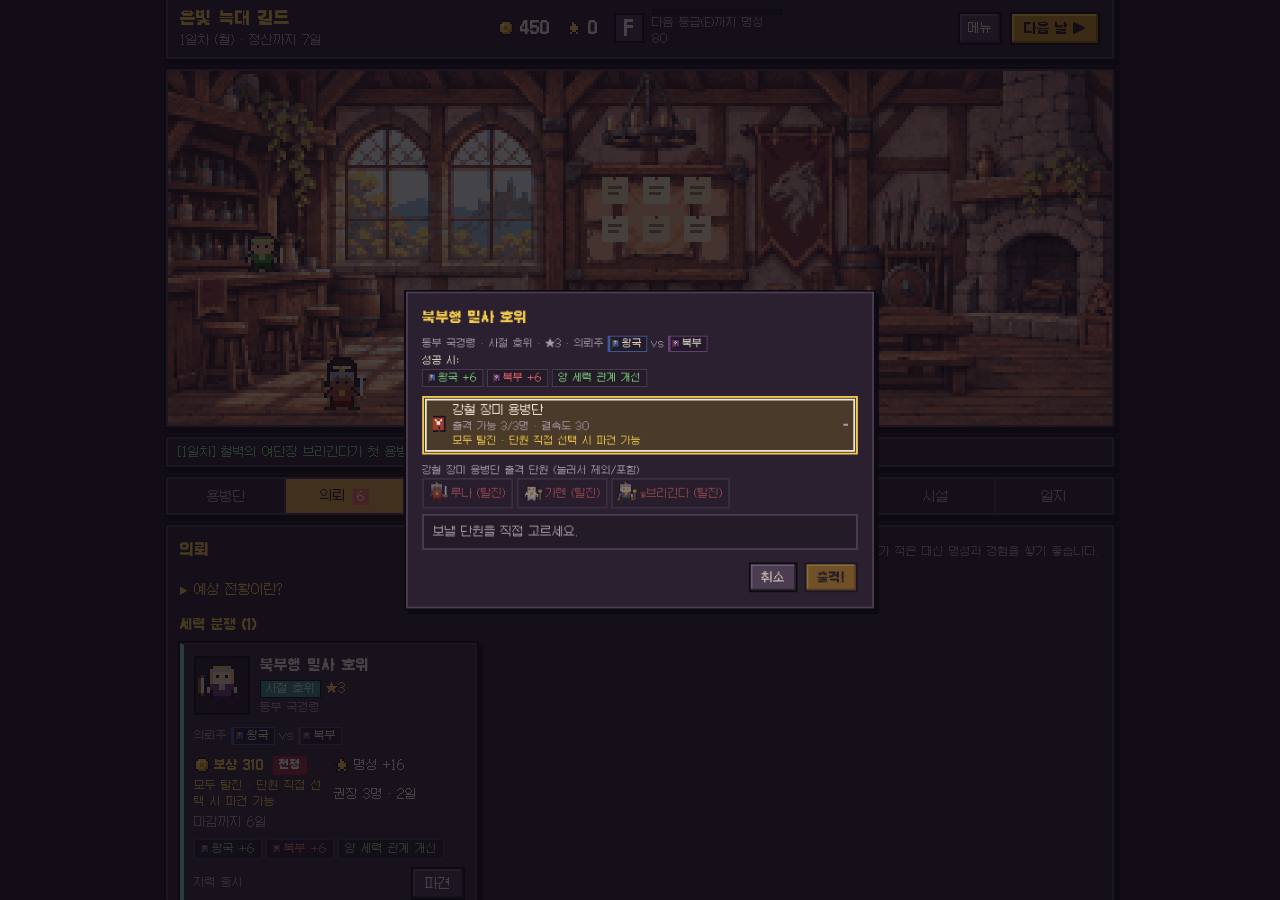 은빛 늑대 길드
1일차 (월) · 정산까지 7일
450
0
F
다음 등급(E)까지 명성 80
메뉴
다음 날 ▶
북부행 밀사 호위
동부 국경령 · 사절 호위 · ★3 · 의뢰주 왕국 vs 북부
성공 시:
왕국 +6 북부 +6 양 세력 관계 개선
강철 장미 용병단
출격 가능 3/3명 · 결속도 30
모두 탈진 · 단원 직접 선택 시 파견 가능
-
강철 장미 용병단 출격 단원 (눌러서 제외/포함)
루나 (탈진) 가렌 (탈진) 브리간다 (탈진)
보낼 단원을 직접 고르세요.
취소
출격!
[1일차] 철벽의 여단장 브리간다가 첫 용병
용병단
의뢰 6
시설
일지
의뢰
가 적은 대신 명성과 경험을 쌓기 좋습니다.
▶ 예상 전황이란?
세력 분쟁 (1)
북부행 밀사 호위
사절 호위 ★3
동부 국경령
의뢰주 왕국 vs 북부
보상 310 전쟁
명성 +16
모두 탈진 · 단원 직접 선택 시 파견 가능
권장 3명 · 2일
마감까지 6일
왕국 +6 북부 +6 양 세력 관계 개선
지력 중시
파견